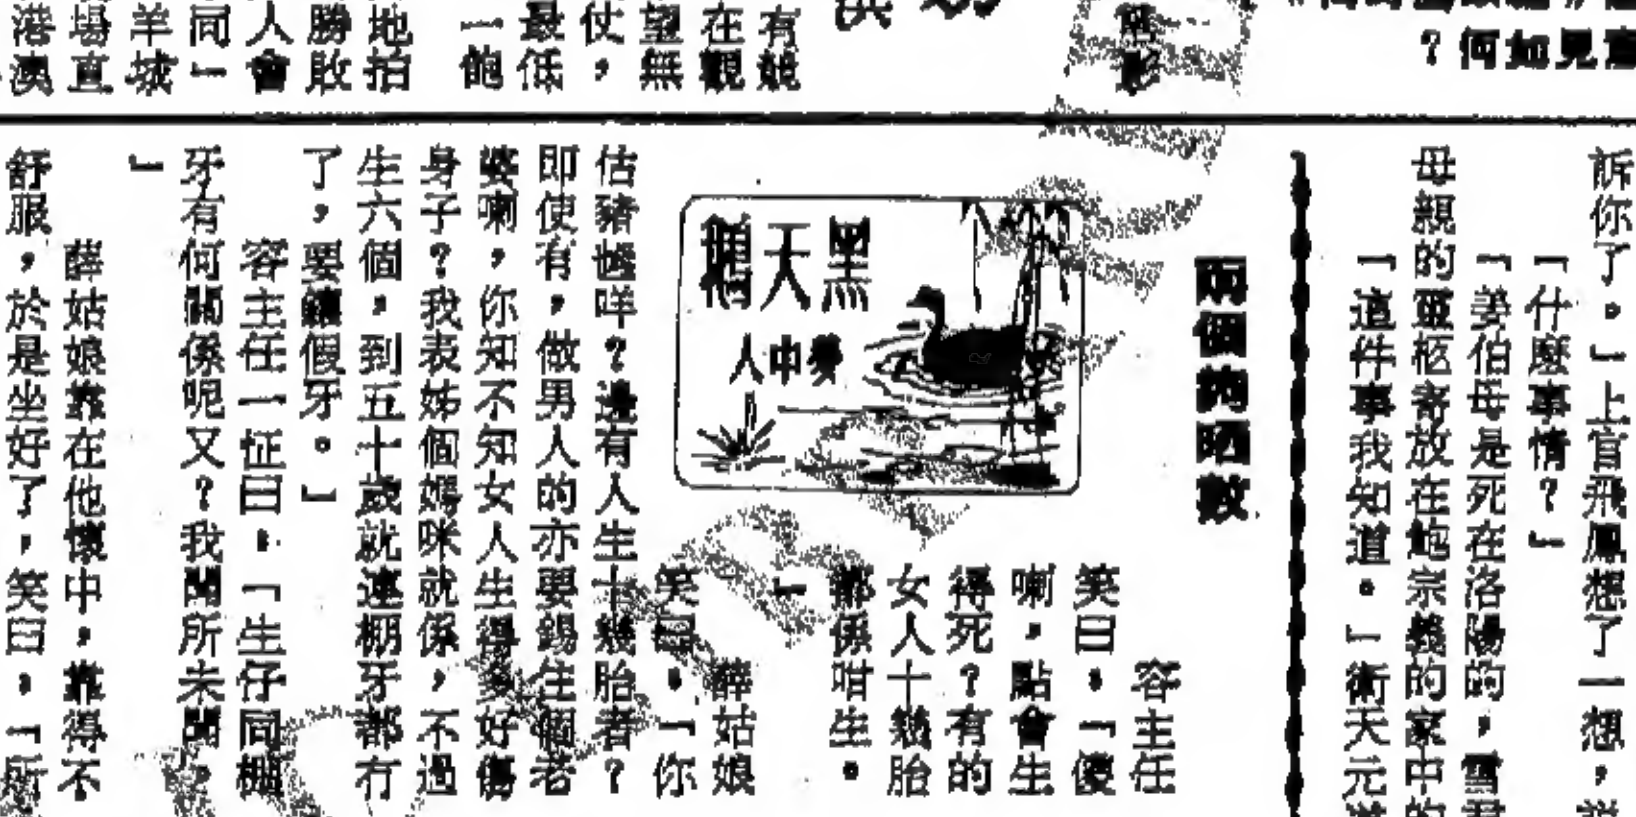 意見如何？
訴你了。」上官飛鳳想了一想，説
「什麽事情？」
「姜伯母是死在洛陽的，雪君
母親的靈柩寄放在鮑宗義的家中的
「這件事我知道。」衛天元道
兩個夠晒數
黑天鵝
夢中人
容主任
笑曰：「傻
喇，點會生
得死？有的
女人十幾胎
都係咁生。
」
薛姑娘
笑曰：「你
估豬乸咩？邊有人生十幾胎者？
即使有，做男人的亦要錫住個老
婆喇，你知不知女人生得多好傷
身子？我表姊個媽咪就係，不過
生六個，到五十歲就連棚牙都冇
了，要鑲假牙。」
容主任一怔曰：「生仔同棚
牙有何關係呢又？我聞所未聞。
」
薛姑娘靠在他懷中，靠得不
舒服，於是坐好了，笑曰：「所
有競
在觀
望無
仗，
最低
一飽
地拍
勝敗
人會
同」
羊城
場直
港澳